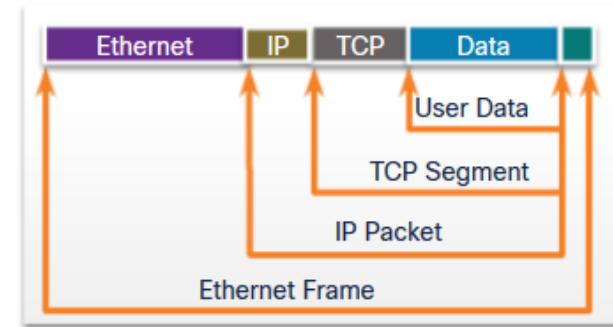 Ethernet IP TCP Data
User Data
TCP Segment
IP Packet
Ethernet Frame